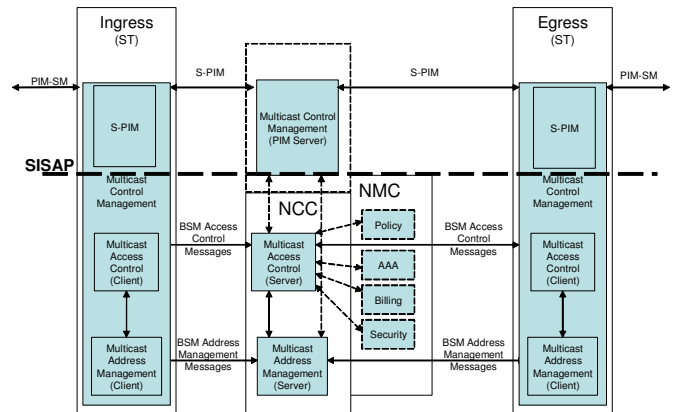 Ingress
(ST)
Egress
(ST)
PIM-SM
S-PIM
S-PIM
PIM-SM
S-PIM
Multicast Control
Management
(PIM Server)
S-PIM
SISAP
Multicast
Control
Management
NCC
NMC
Multicast
Control
Management
BSM Access
Control
Messages
Multicast
Access
Control
(Client)
Multicast
Access
Control
(Server)
Policy
AAA
Billing
Security
BSM Access
Control
Messages
Multicast
Access
Control
(Client)
Multicast
Address
Management
(Client)
BSM Address
Management
Messages
Multicast
Address
Management
(Server)
BSM Address
Management
Messages
Multicast
Address
Management
(Client)